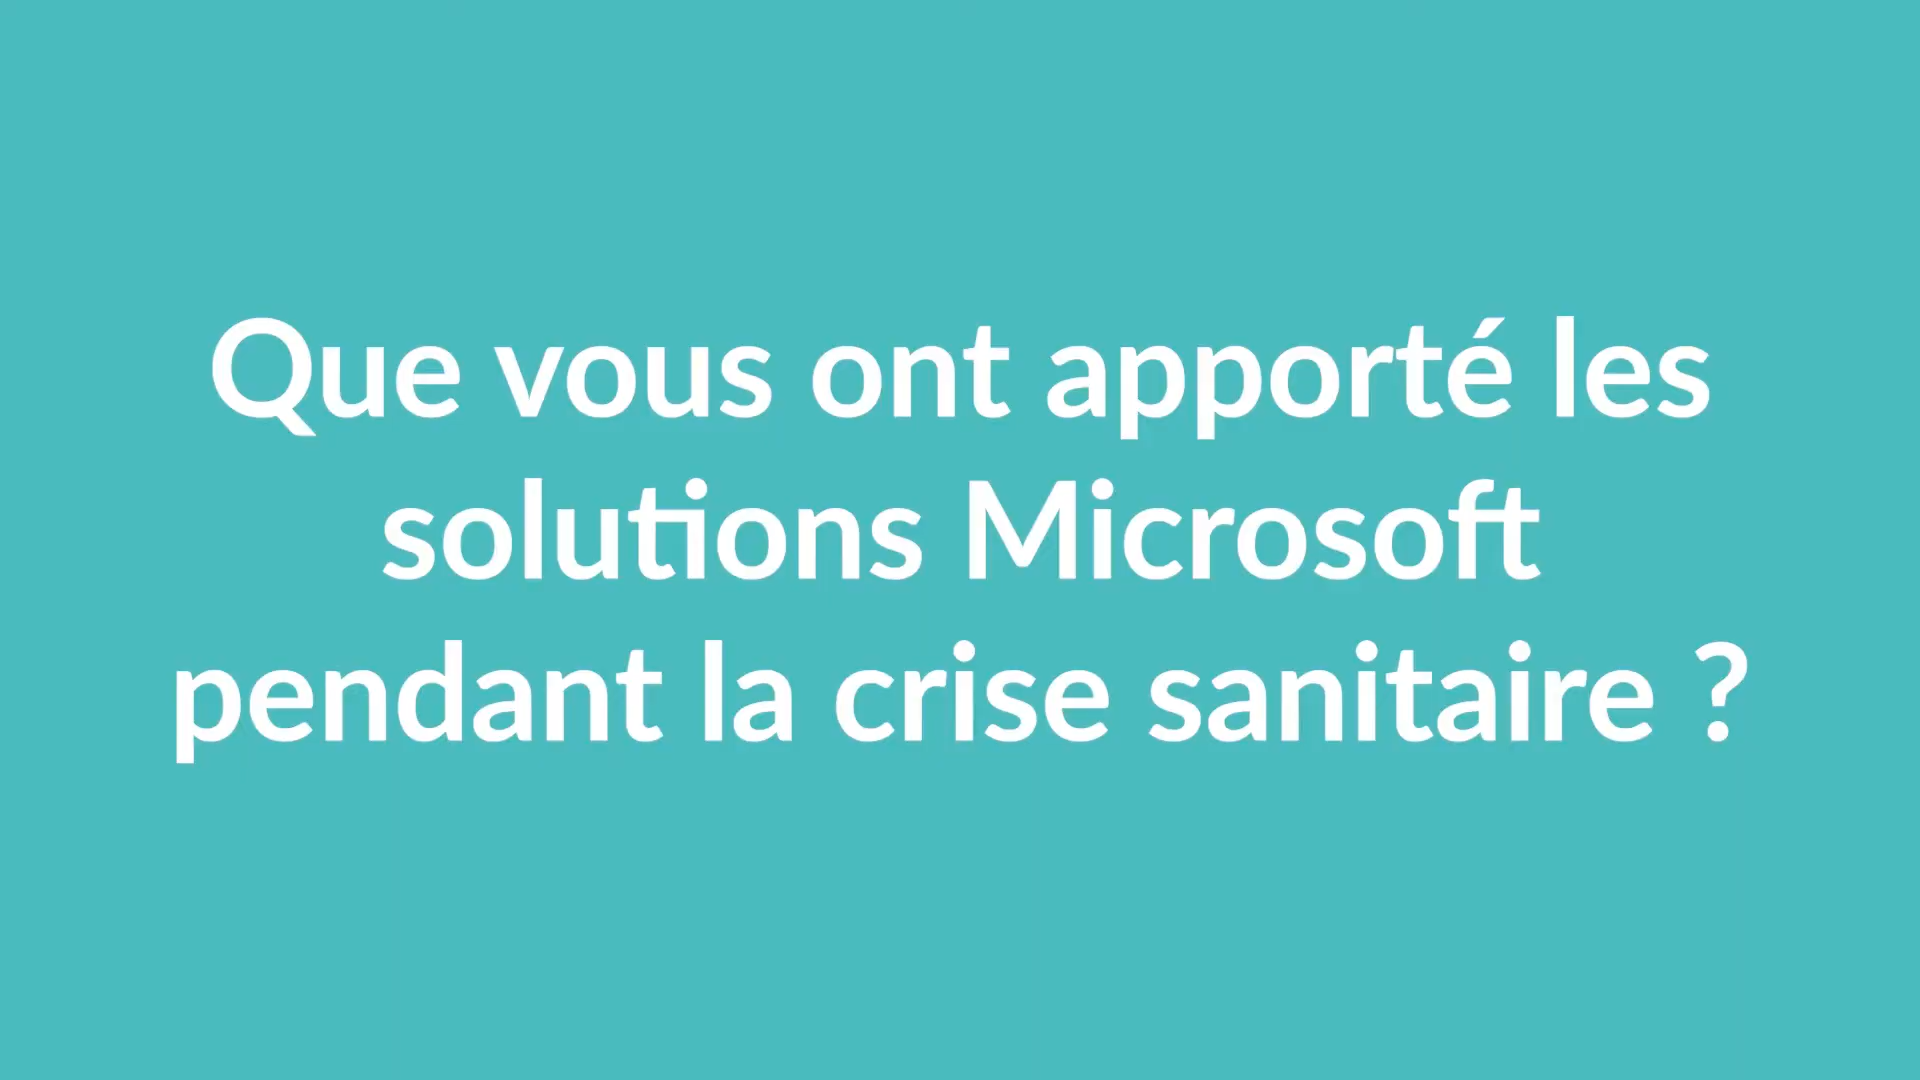 Que vous ont apporté les
solutions Microsoft
pendant la crise sanitaire ?